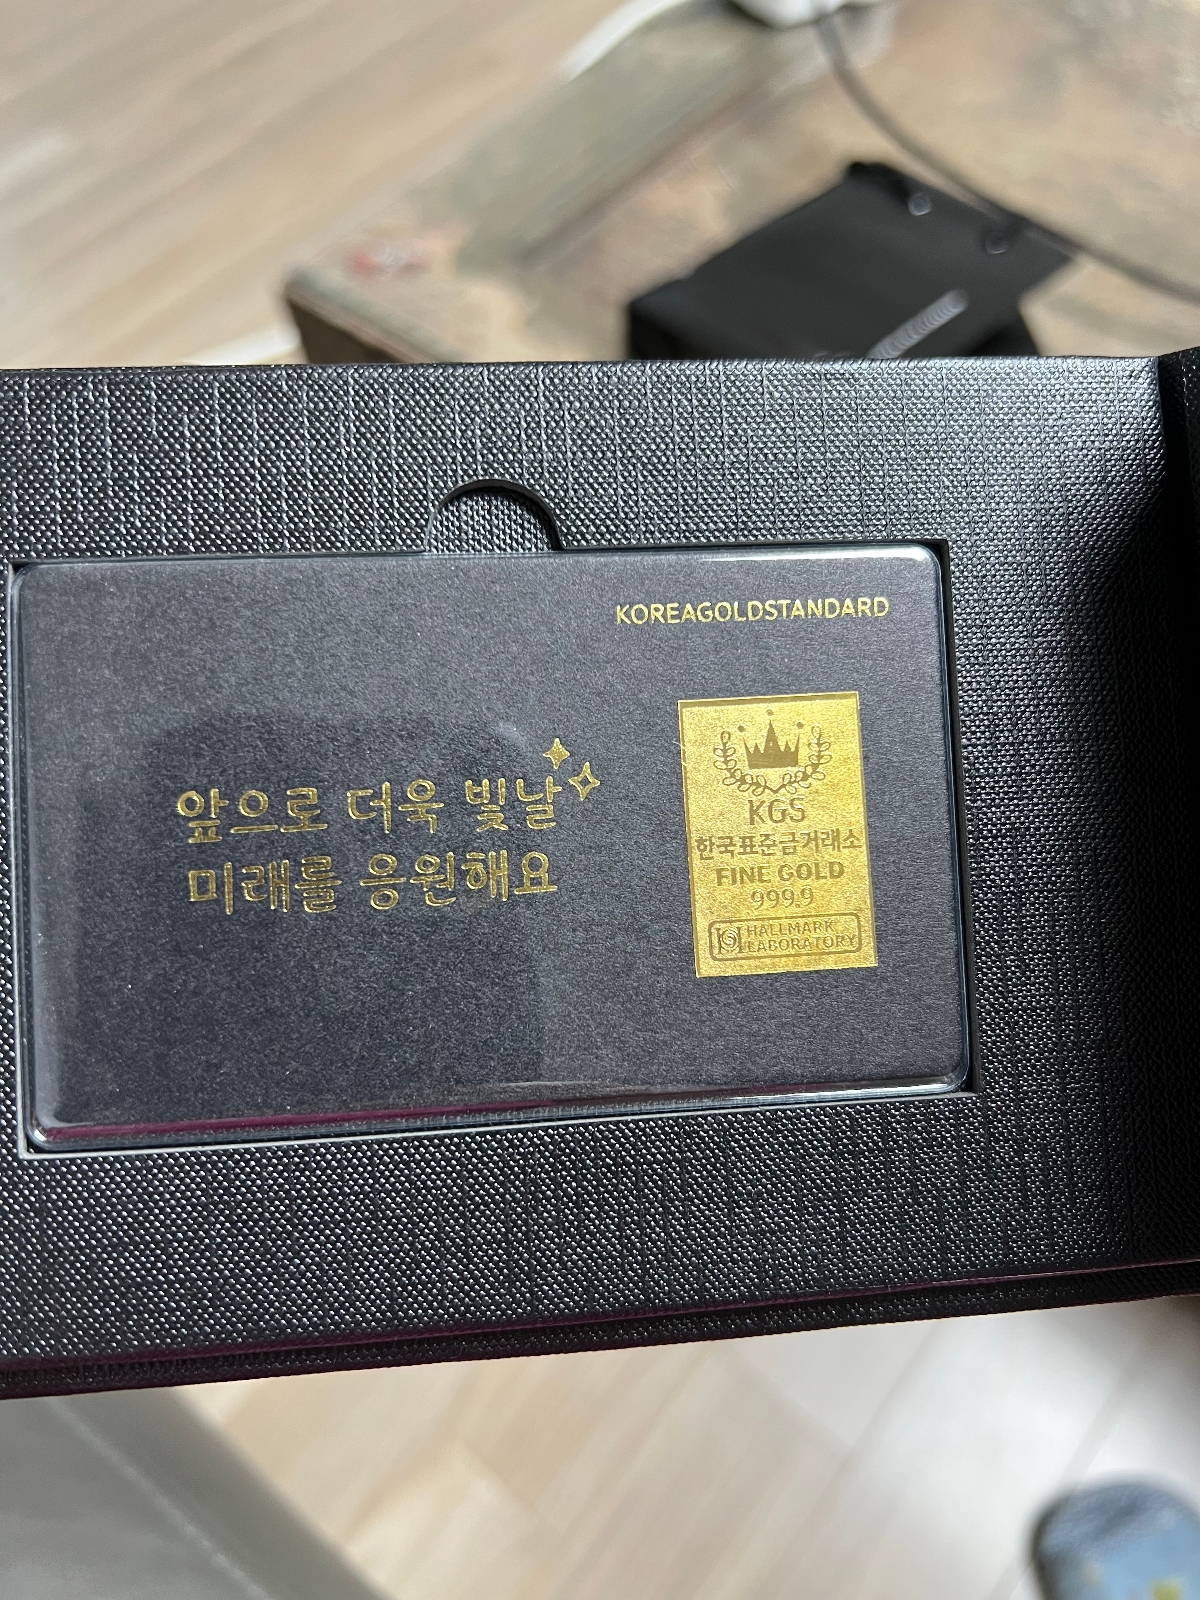 KOREAGOLDSTANDARD
앞으로 더욱 빛날
미래를 응원해요
KGS
한국표준금거래소
FINE GOLD
999.9
HALLMARK
LABORATORY